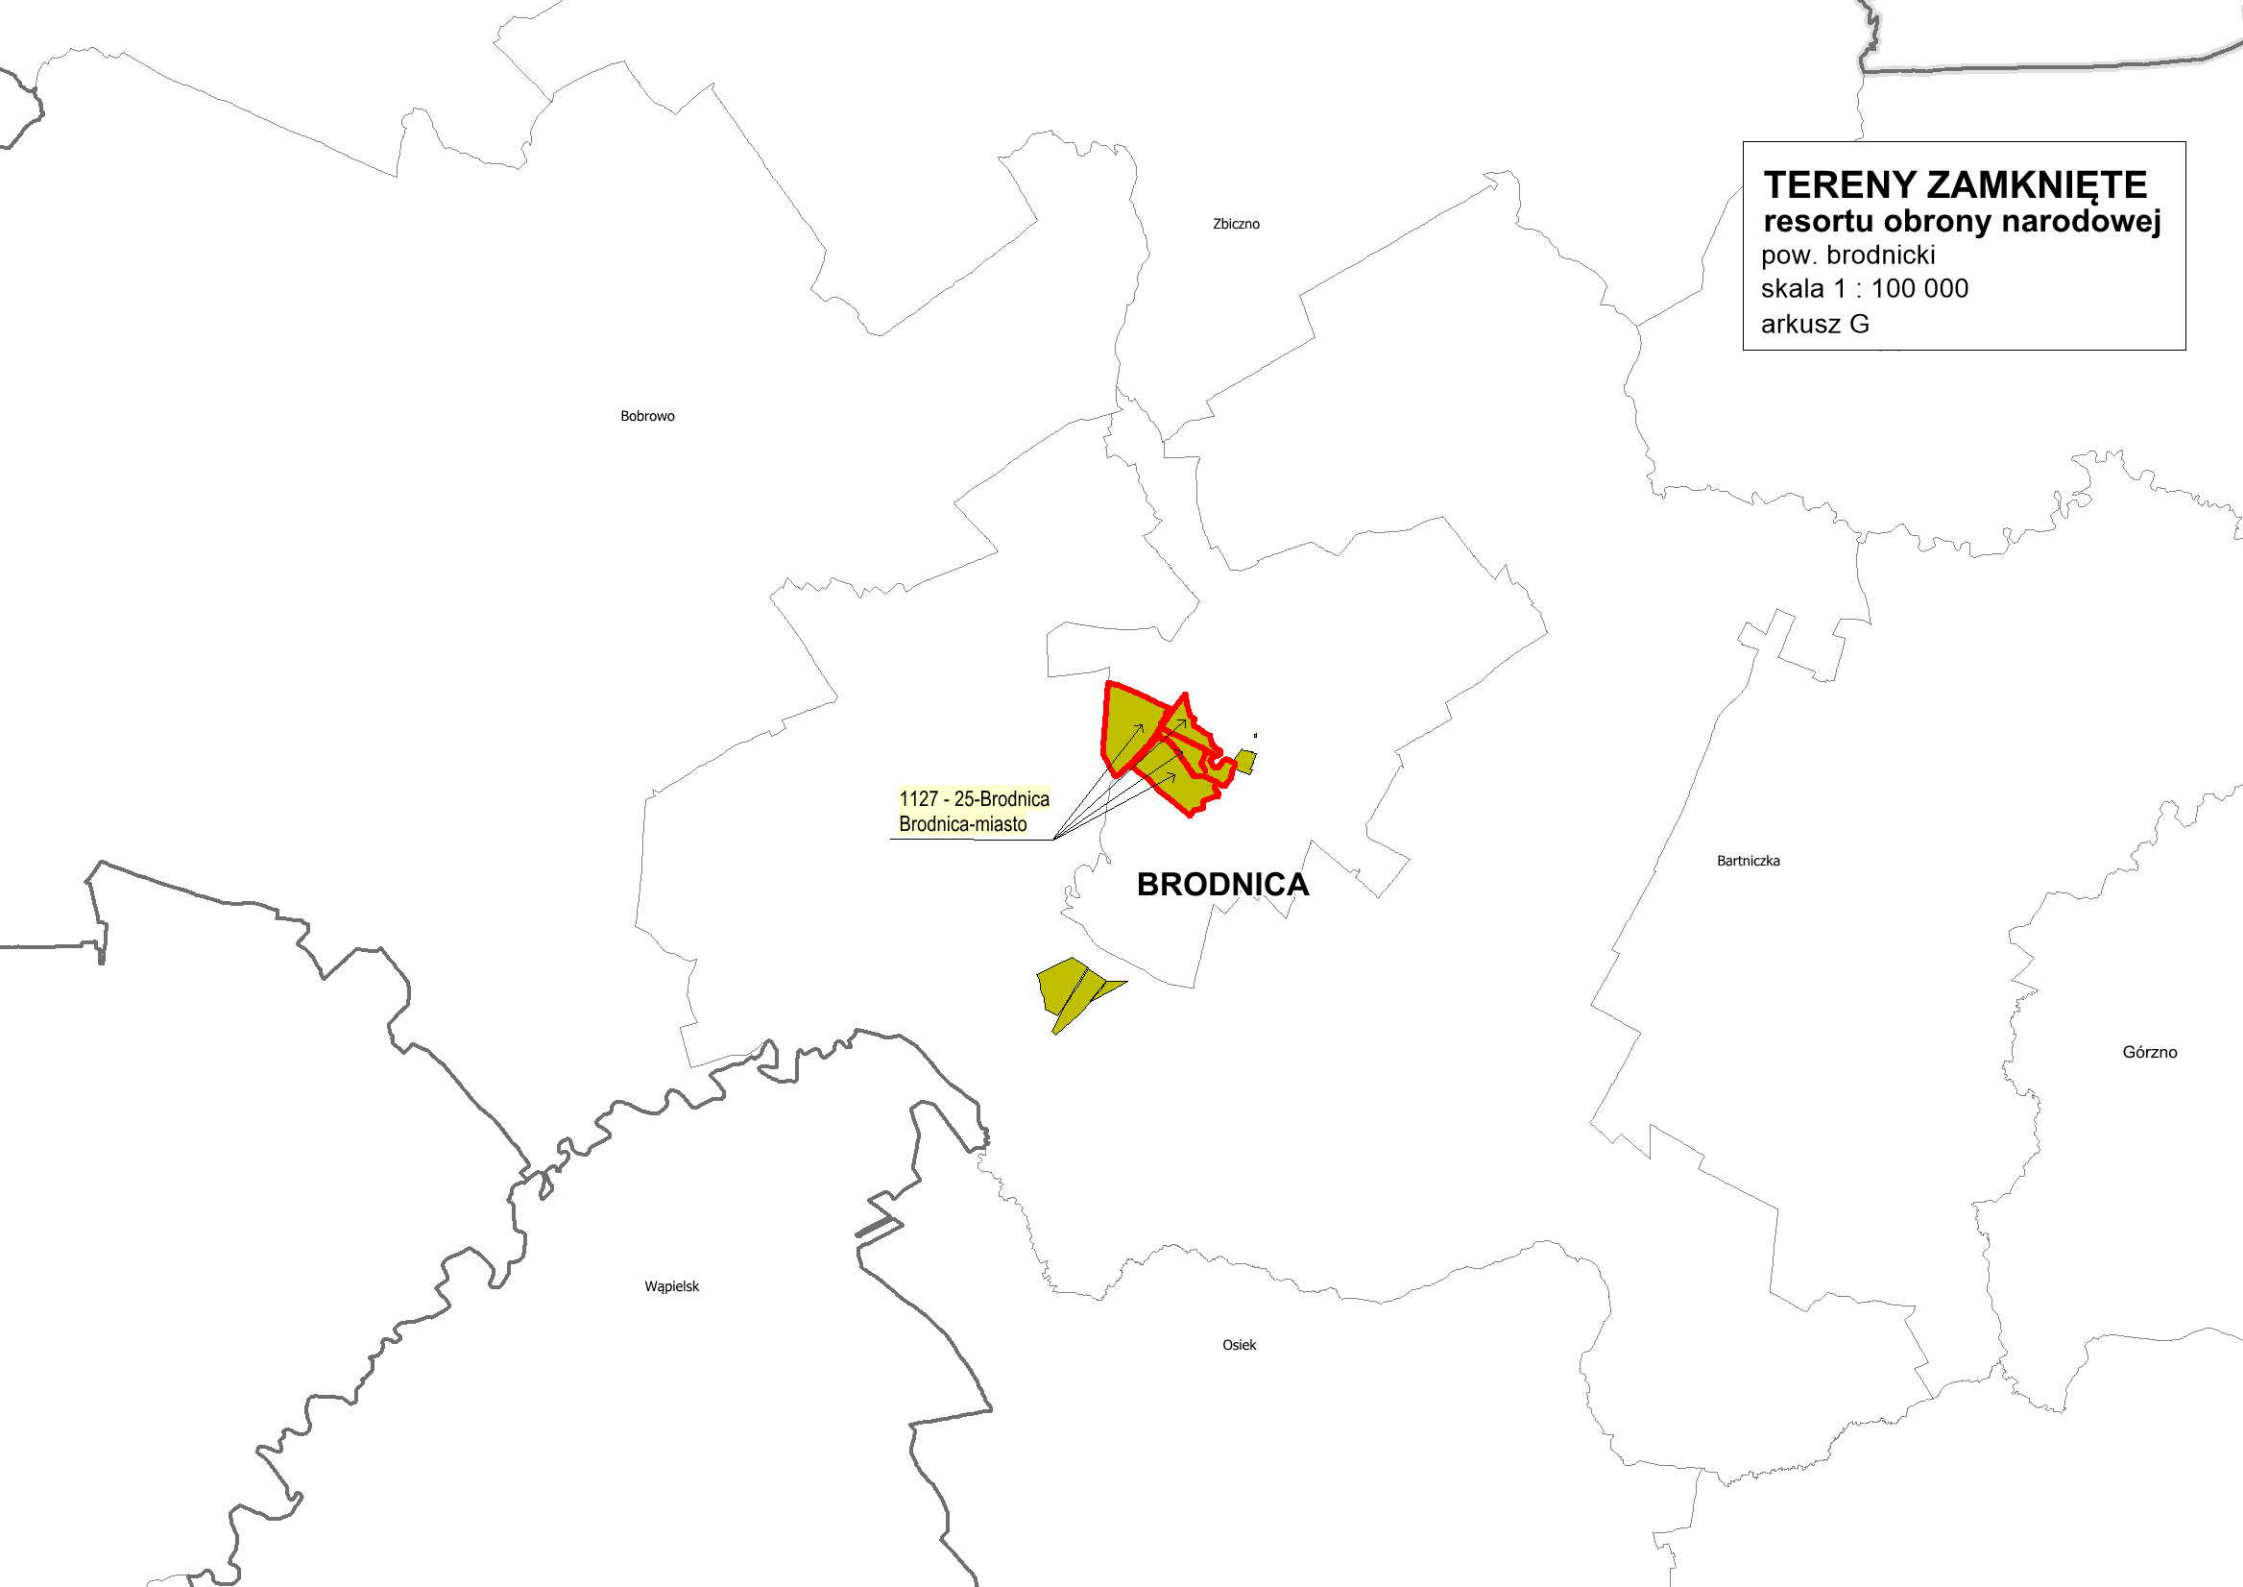 TERENY ZAMKNIĘTE
resortu obrony narodowej
pow. brodnicki
skala 1 : 100 000
arkusz G
Zbiczno
Bobrowo
1127 - 25-Brodnica
Brodnica-miasto
BRODNICA
Bartniczka
Górzno
Wąpielsk
Osiek